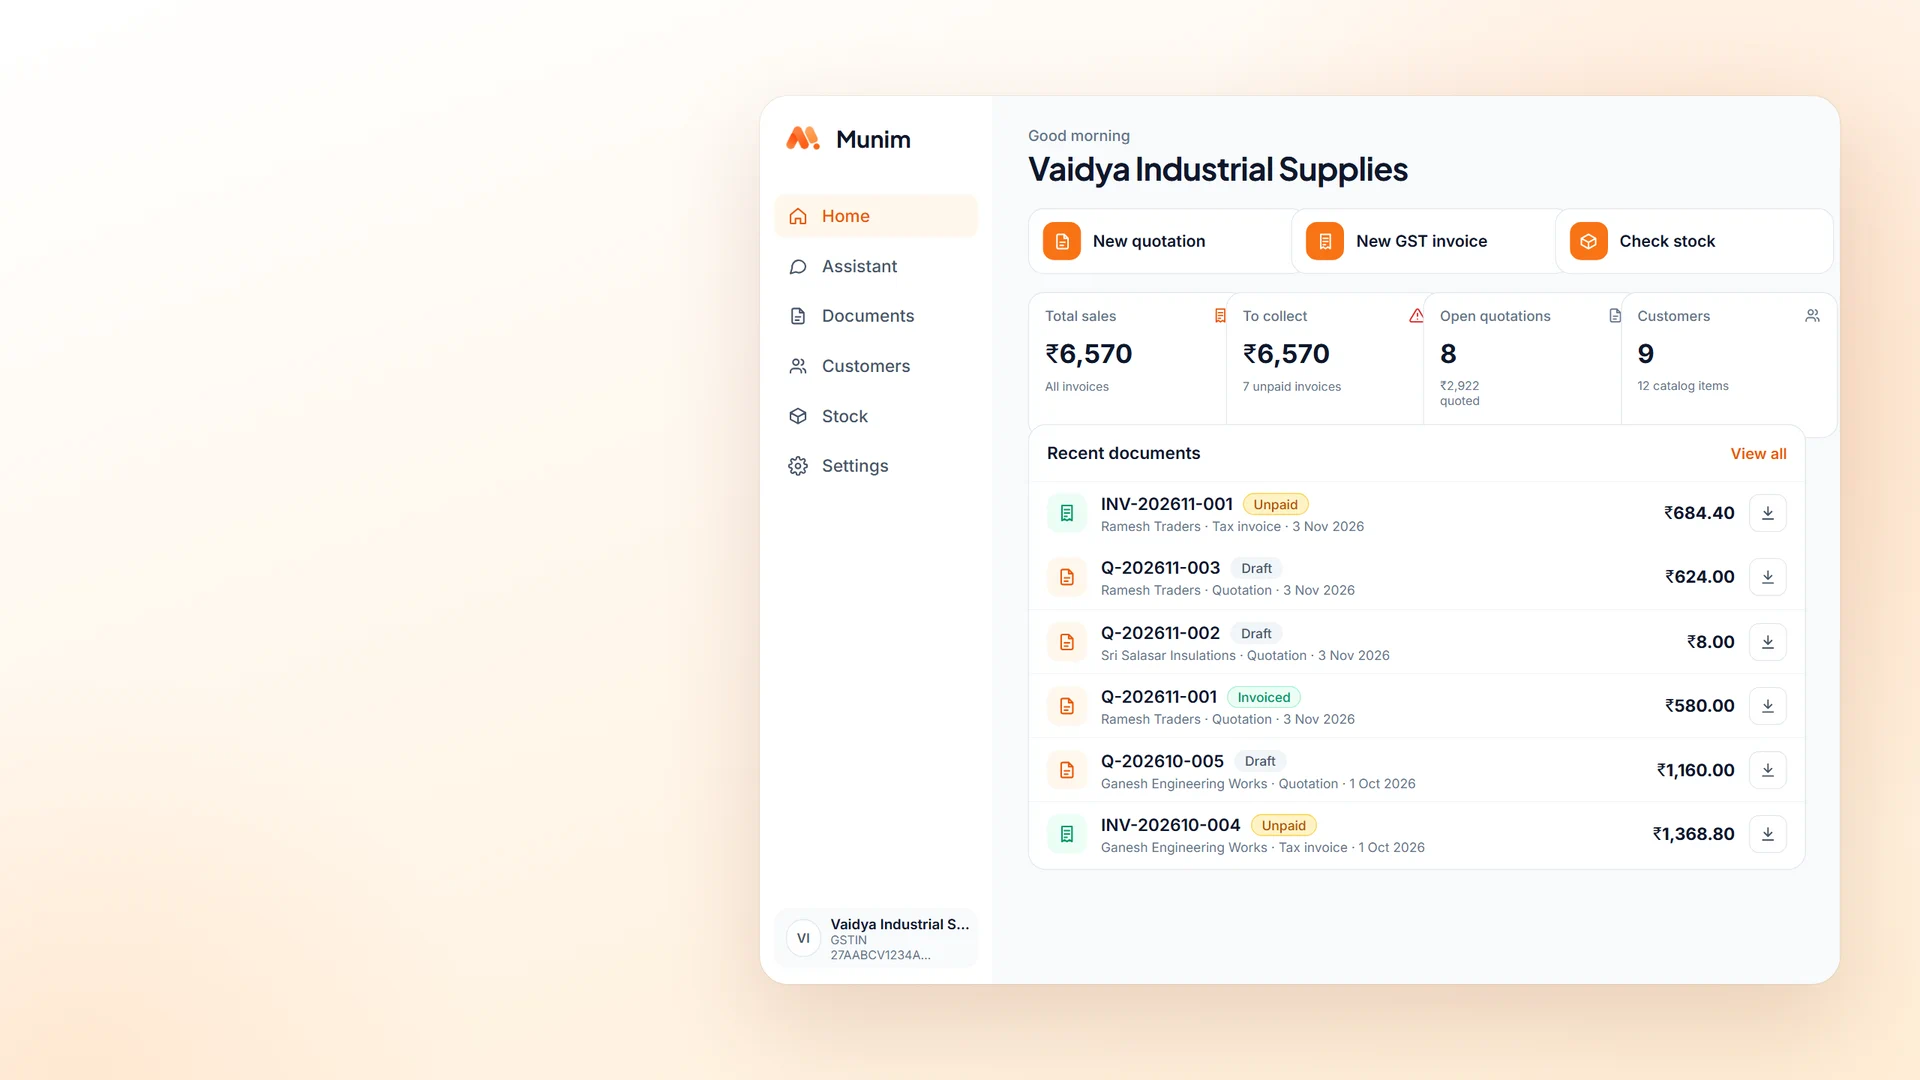 Munim
Home
Assistant
Documents
Customers
Stock
Settings
Vaidya Industrial S...
VI
GSTIN
27AABCV1234A...
Good morning
Vaidya Industrial Supplies
New quotation
New GST invoice
Check stock
Total sales
₹6,570
All invoices
To collect
₹6,570
7 unpaid invoices
Open quotations
8
₹2,922
quoted
Customers
9
12 catalog items
Recent documents
View all
INV-202611-001 Unpaid
Ramesh Traders · Tax invoice · 3 Nov 2026
₹684.40
Q-202611-003 Draft
Ramesh Traders · Quotation · 3 Nov 2026
₹624.00
Q-202611-002 Draft
Sri Salasar Insulations · Quotation · 3 Nov 2026
₹8.00
Q-202611-001 Invoiced
Ramesh Traders · Quotation · 3 Nov 2026
₹580.00
Q-202610-005 Draft
Ganesh Engineering Works · Quotation · 1 Oct 2026
₹1,160.00
INV-202610-004 Unpaid
Ganesh Engineering Works · Tax invoice · 1 Oct 2026
₹1,368.80